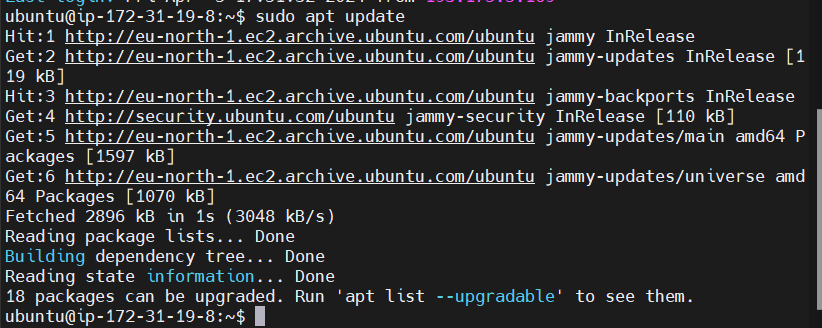 ubuntu@ip-172-31-19-8:~$ sudo apt update
Hit:1 http://eu-north-1.ec2.archive.ubuntu.com/ubuntu jammy InRelease
Get:2 http://eu-north-1.ec2.archive.ubuntu.com/ubuntu jammy-updates InRelease [1
19 kB]
Hit:3 http://eu-north-1.ec2.archive.ubuntu.com/ubuntu jammy-backports InRelease
Get:4 http://security.ubuntu.com/ubuntu jammy-security InRelease [110 kB]
Get:5 http://eu-north-1.ec2.archive.ubuntu.com/ubuntu jammy-updates/main amd64 P
ackages [1597 kB]
Get:6 http://eu-north-1.ec2.archive.ubuntu.com/ubuntu jammy-updates/universe amd
64 Packages [1070 kB]
Fetched 2896 kB in 1s (3048 kB/s)
Reading package lists... Done
Building dependency tree... Done
Reading state information... Done
18 packages can be upgraded. Run 'apt list --upgradable' to see them.
ubuntu@ip-172-31-19-8:~$